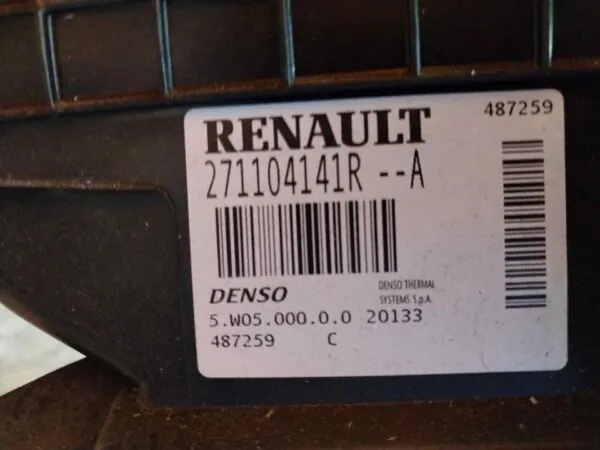 487259
RENAULT
271104141R --A
DENSO
DENSO THERMAL
SYSTEMS S.p.A.
5.W05.000.0.0 20133
487259 C